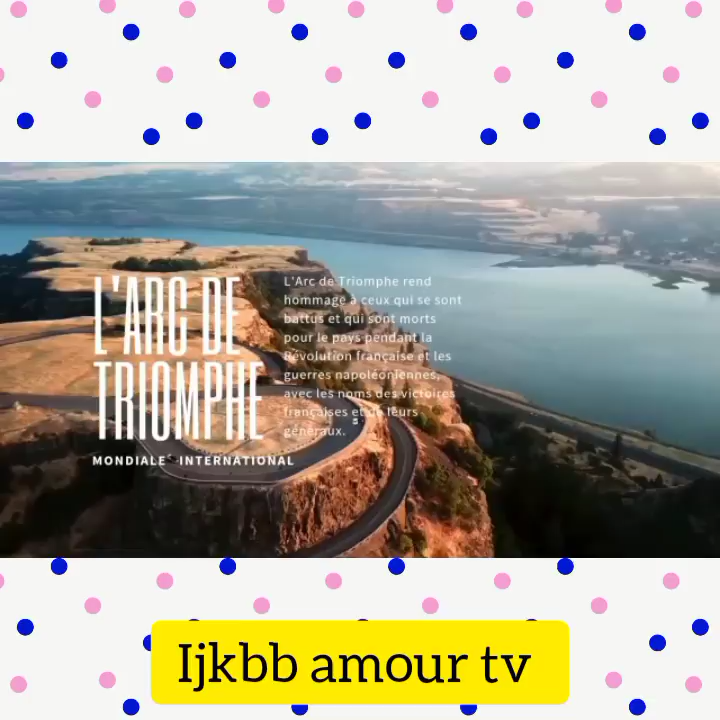 L'ARC DE
TRIOMPHE
MONDIALE INTERNATIONAL
L'Arc de Triomphe rend
hommage à ceux qui se sont
battus et qui sont morts
pour le pays pendant la
Révolution française et les
guerres napoléoniennes,
avec les noms des victoires
françaises et de leurs
généraux.
Ijkbb amour tv